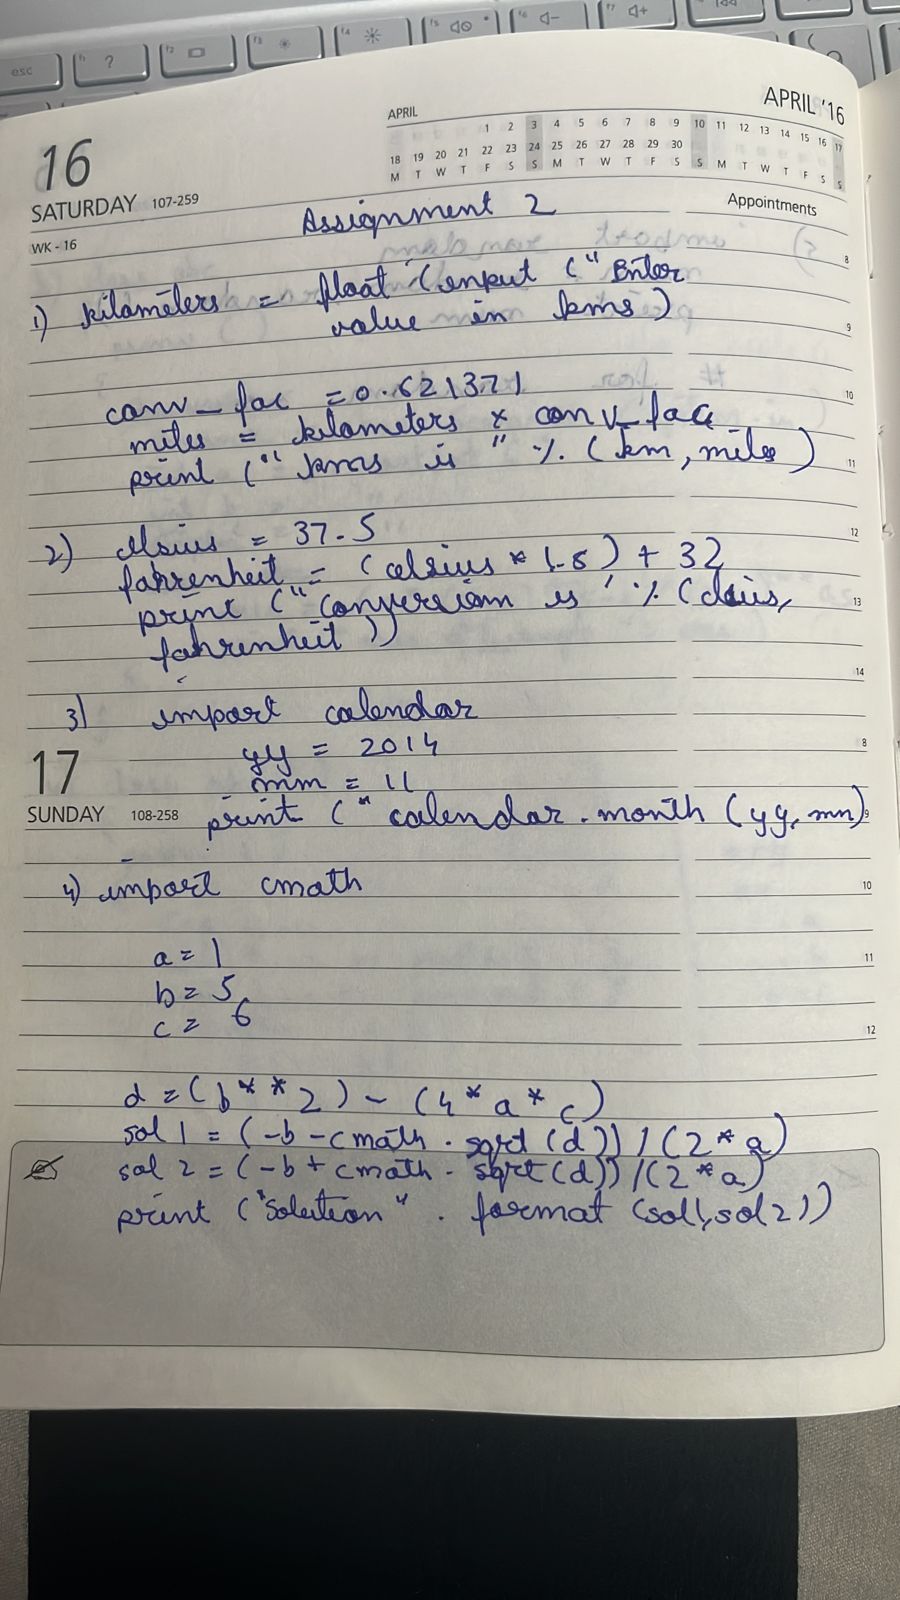 esc
APRIL '16
APRIL
1 2 3 4 5 6 7 8 9 10 11 12 13 14 15 16 17
18 19 20 21 22 23 24 25 26 27 28 29 30
M T W T F S S M T W T F S S M T W T F S S
16
SATURDAY 107-259
WK - 16
Appointments
Assignment 2
1) kilometers = float (input (" Enter
value in kms)
conv_fac = 0.621371
miles = kilometers * conv_fac
print (" kms is " % (km, miles)
2) celsius = 37.5
fahrenheit = (celsius * 1.8) + 32
print (" Conversion is ' % (
fahrenheit ))
3) import calendar
yy = 2014
mm = 11
17
SUNDAY 108-258
print (" calendar.month (yy, mm)
4) import cmath
a = 1
b = 5
c = 6
d = (b**2) - (4*a*c)
sol 1 = (-b - cmath.sqrt(d)) / (2*a)
sol 2 = (-b + cmath.sqrt(d)) / (2*a)
print ("Solution" . format (sol1, sol2))
8
9
10
11
12
13
14
8
9
10
11
12